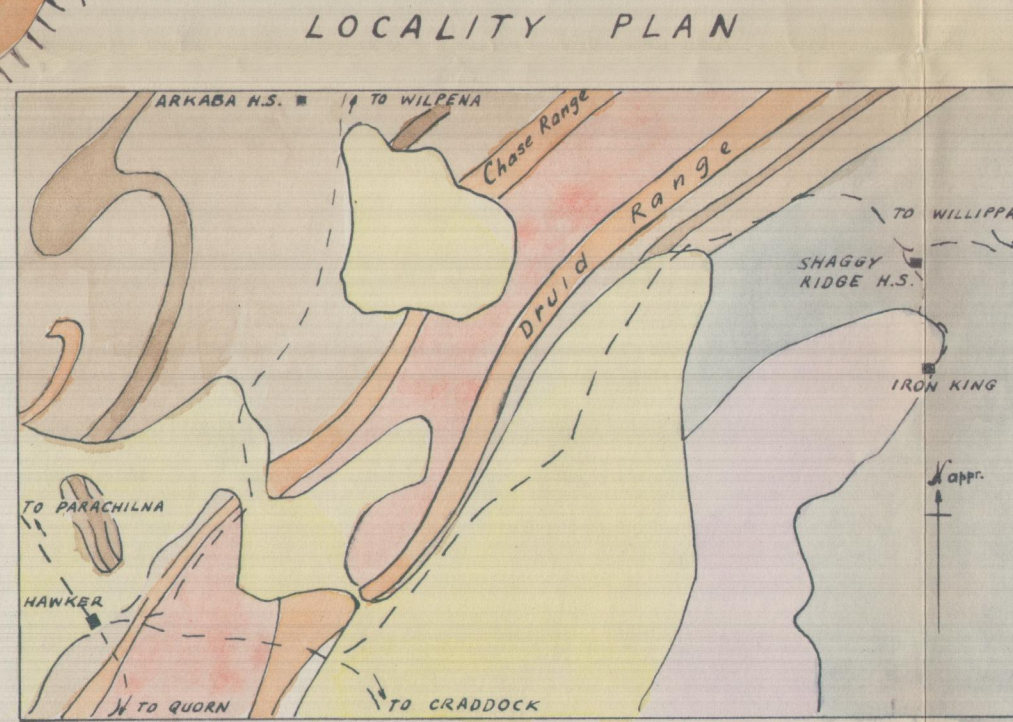 LOCALITY PLAN
ARKABA H.S.
TO WILPENA
Chase Range
Druid Range
TO WILLIPPA
SHAGGY
RIDGE H.S.
IRON KING
N appr.
TO PARACHILNA
HAWKER
TO QUORN
TO CRADDOCK